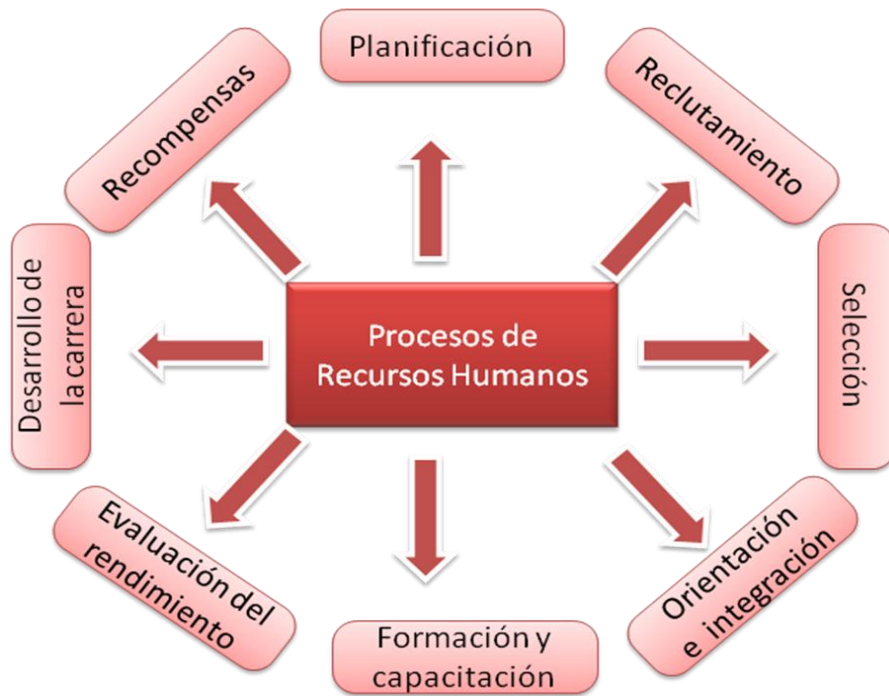 Planificación
Reclutamiento
Selección
Orientación
e integración
Formación y
capacitación
Evaluación del
rendimiento
Desarrollo de
la carrera
Recompensas
Procesos de
Recursos Humanos